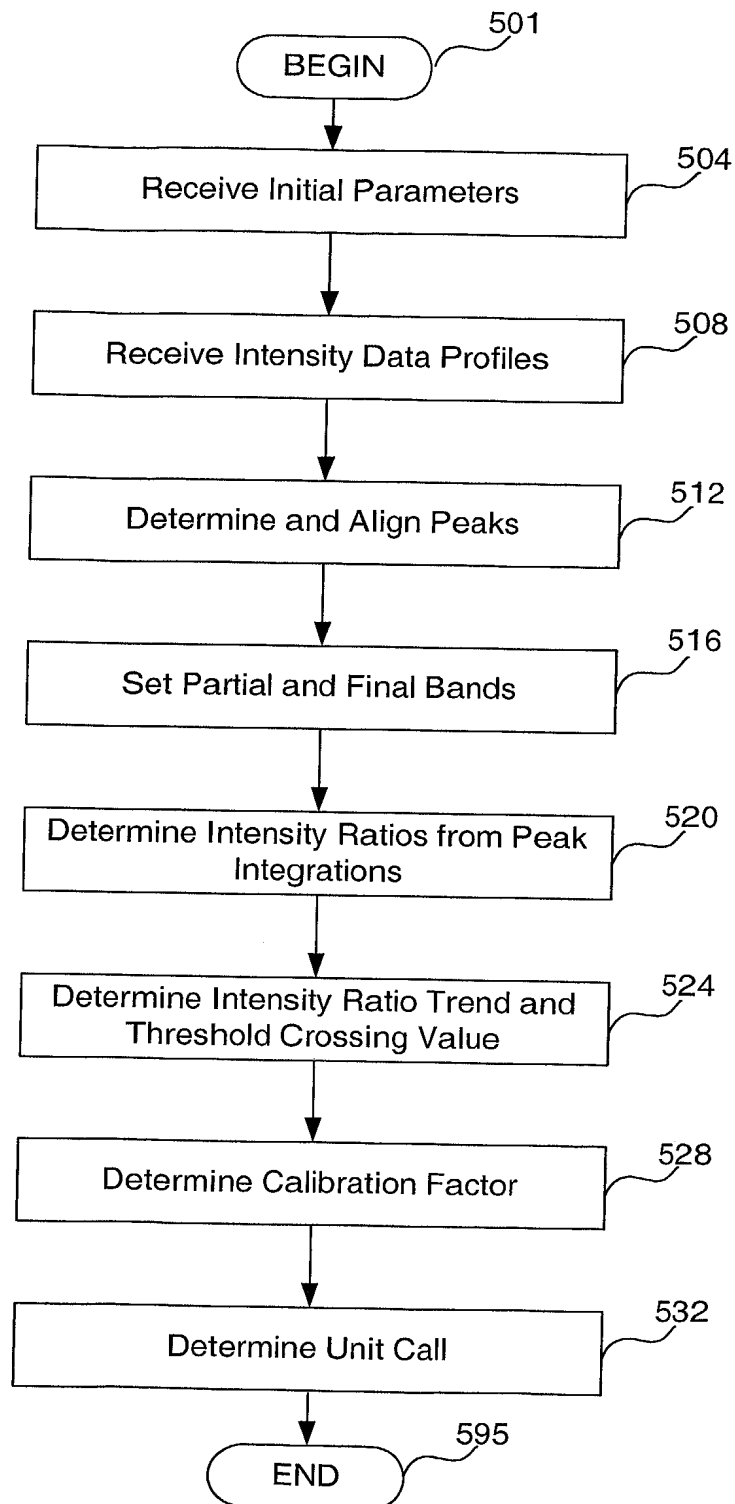 501
BEGIN
504
Receive Initial Parameters
508
Receive Intensity Data Profiles
512
Determine and Align Peaks
516
Set Partial and Final Bands
520
Determine Intensity Ratios from Peak
Integrations
524
Determine Intensity Ratio Trend and
Threshold Crossing Value
528
Determine Calibration Factor
532
Determine Unit Call
595
END